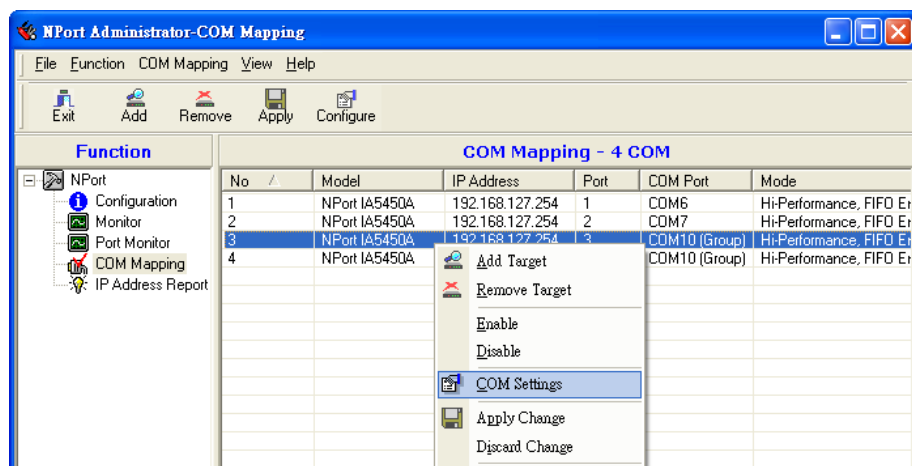 NPort Administrator-COM Mapping
File Function COM Mapping View Help
Exit Add Remove Apply Configure
Function
COM Mapping - 4 COM
NPort
Configuration
Monitor
Port Monitor
COM Mapping
IP Address Report
No Model IP Address Port COM Port Mode
1 NPort IA5450A 192.168.127.254 1 COM6 Hi-Performance, FIFO Er
2 NPort IA5450A 192.168.127.254 2 COM7 Hi-Performance, FIFO Er
3 NPort IA5450A 192.168.127.254 3 COM10 (Group) Hi-Performance, FIFO Er
4 NPort IA5450A COM10 (Group) Hi-Performance, FIFO Er
Add Target
Remove Target
Enable
Disable
COM Settings
Apply Change
Discard Change